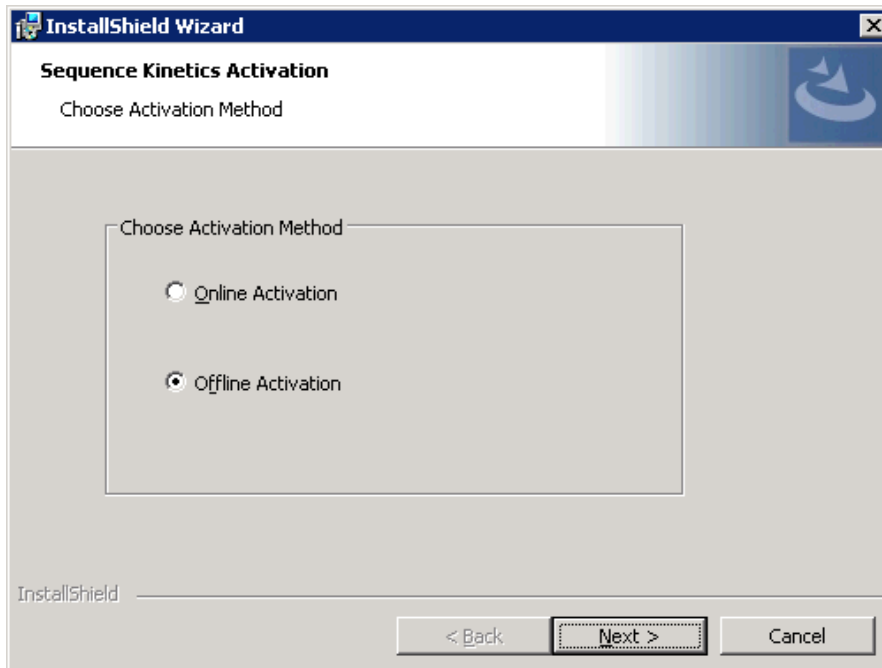 InstallShield Wizard
Sequence Kinetics Activation
Choose Activation Method
Choose Activation Method
Online Activation
Offline Activation
InstallShield
< Back Next > Cancel